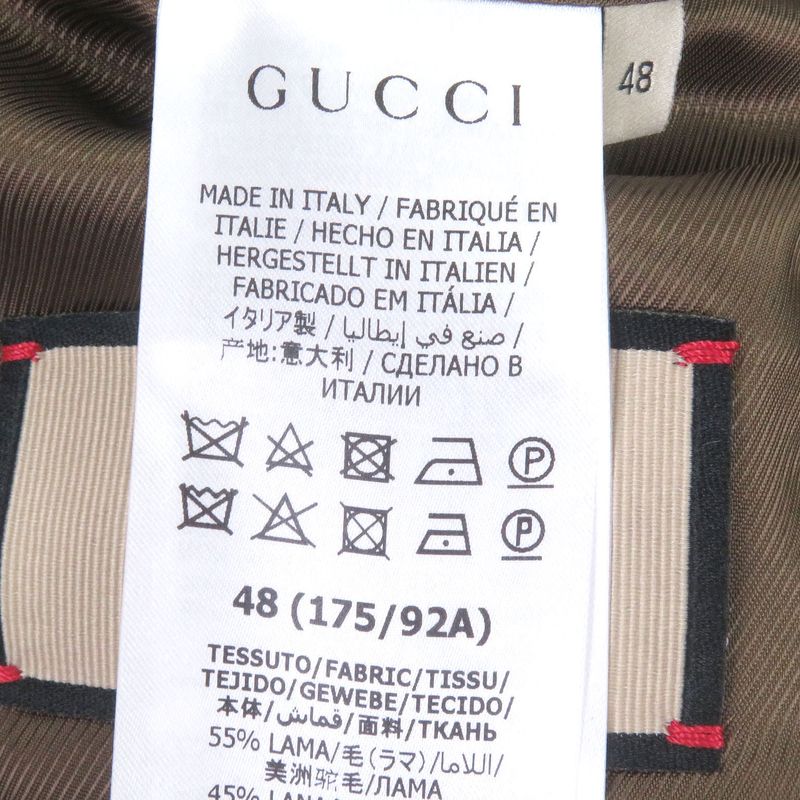 GUCCI
48
MADE IN ITALY / FABRIQUÉ EN
ITALIE / HECHO EN ITALIA /
HERGESTELLT IN ITALIEN /
FABRICADO EM ITÁLIA /
イタリア製 / صنع في إيطاليا /
产地:意大利 / СДЕЛАНО В
ИТАЛИИ
P
P
48 (175/92A)
TESSUTO/FABRIC/TISSU/
TEJIDO/GEWEBE/TECIDO/
本体/قماش/面料/ТКАНЬ
55% LAMA/毛(ラマ)/اللاما/
美洲驼毛/ЛАМА
45% LANA/